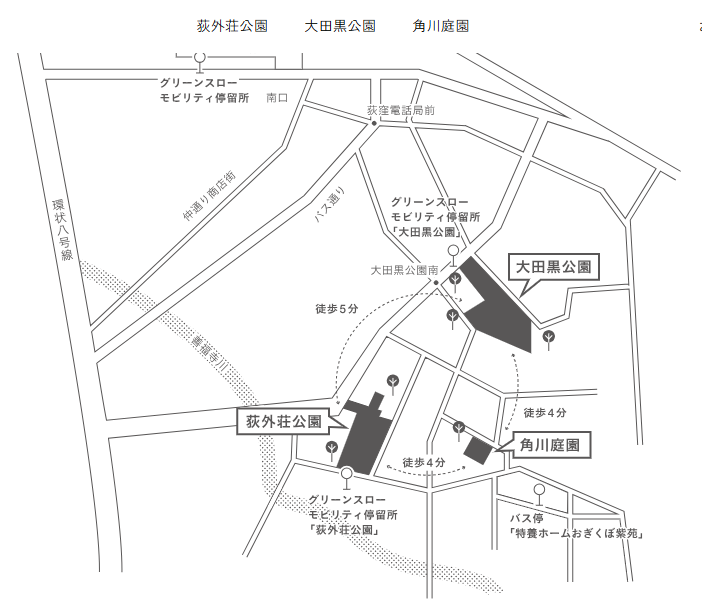 荻外荘公園 大田黒公園 角川庭園
グリーンスロー
モビリティ停留所
南口
荻窪電話局前
仲通り商店街
バス通り
環状八号線
グリーンスロー
モビリティ停留所
「大田黒公園」
大田黒公園
大田黒公園南
徒歩5分
善福寺川
徒歩4分
荻外荘公園
角川庭園
徒歩4分
グリーンスロー
モビリティ停留所
「荻外荘公園」
バス停
「特養ホームおぎくぼ紫苑」